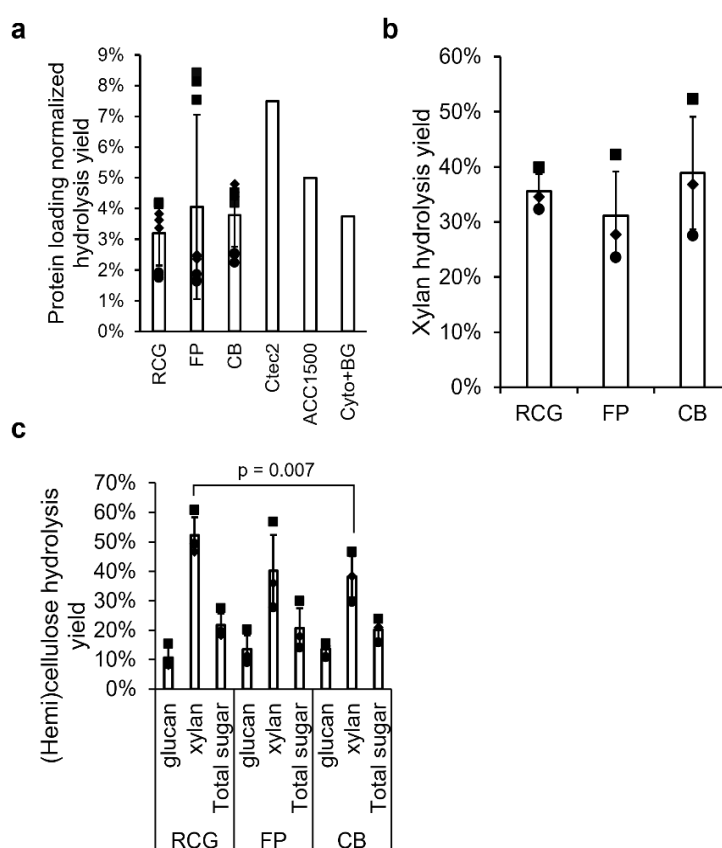 a
Protein loading normalized
hydrolysis yield
9%
8%
7%
6%
5%
4%
3%
2%
1%
0%
RCG
FP
CB
Ctec2
ACC1500
Cyto+BG
b
Xylan hydrolysis yield
60%
50%
40%
30%
20%
10%
0%
RCG
FP
CB
c
p = 0.007
(Hemi)cellulose hydrolysis
yield
70%
60%
50%
40%
30%
20%
10%
0%
glucan
xylan
Total sugar
glucan
xylan
Total sugar
glucan
xylan
Total sugar
RCG
FP
CB